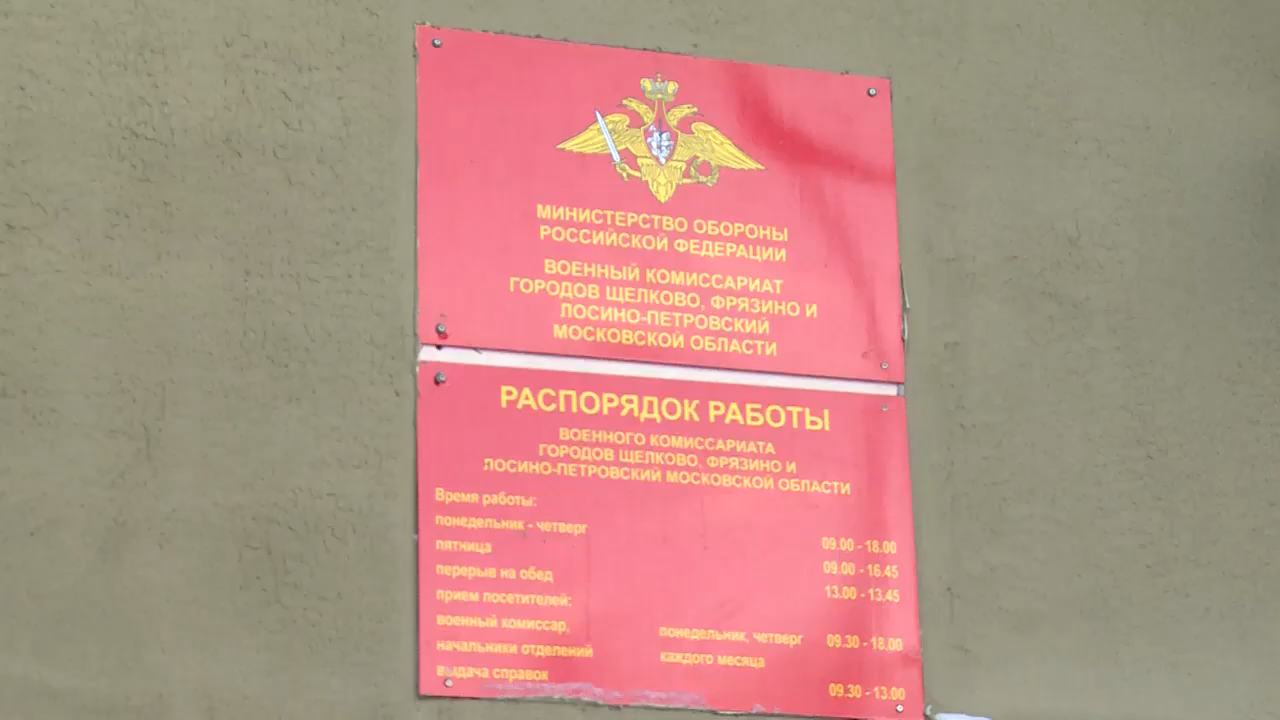 МИНИСТЕРСТВО ОБОРОНЫ
РОССИЙСКОЙ ФЕДЕРАЦИИ
ВОЕННЫЙ КОМИССАРИАТ
ГОРОДОВ ЩЕЛКОВО, ФРЯЗИНО И
ЛОСИНО-ПЕТРОВСКИЙ
МОСКОВСКОЙ ОБЛАСТИ
РАСПОРЯДОК РАБОТЫ
ВОЕННОГО КОМИССАРИАТА
ГОРОДОВ ЩЕЛКОВО, ФРЯЗИНО И
ЛОСИНО-ПЕТРОВСКИЙ МОСКОВСКОЙ ОБЛАСТИ
Время работы:
понедельник - четверг 09.00 - 18.00
пятница 09.00 - 16.45
перерыв на обед 13.00 - 13.45
прием посетителей:
военный комиссар, понедельник, четверг 09.30 - 18.00
начальники отделений каждого месяца
выдача справок 09.30 - 13.00